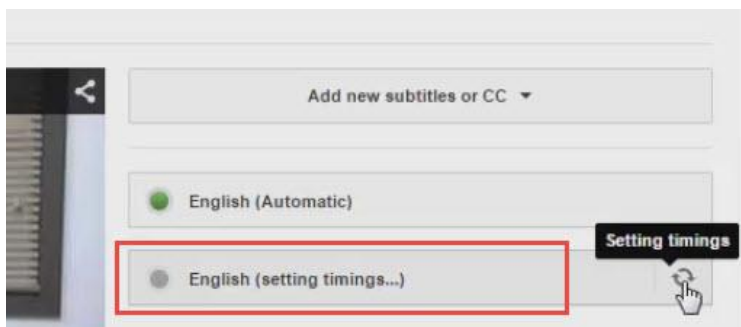 Add new subtitles or CC
English (Automatic)
Setting timings
English (setting timings...)